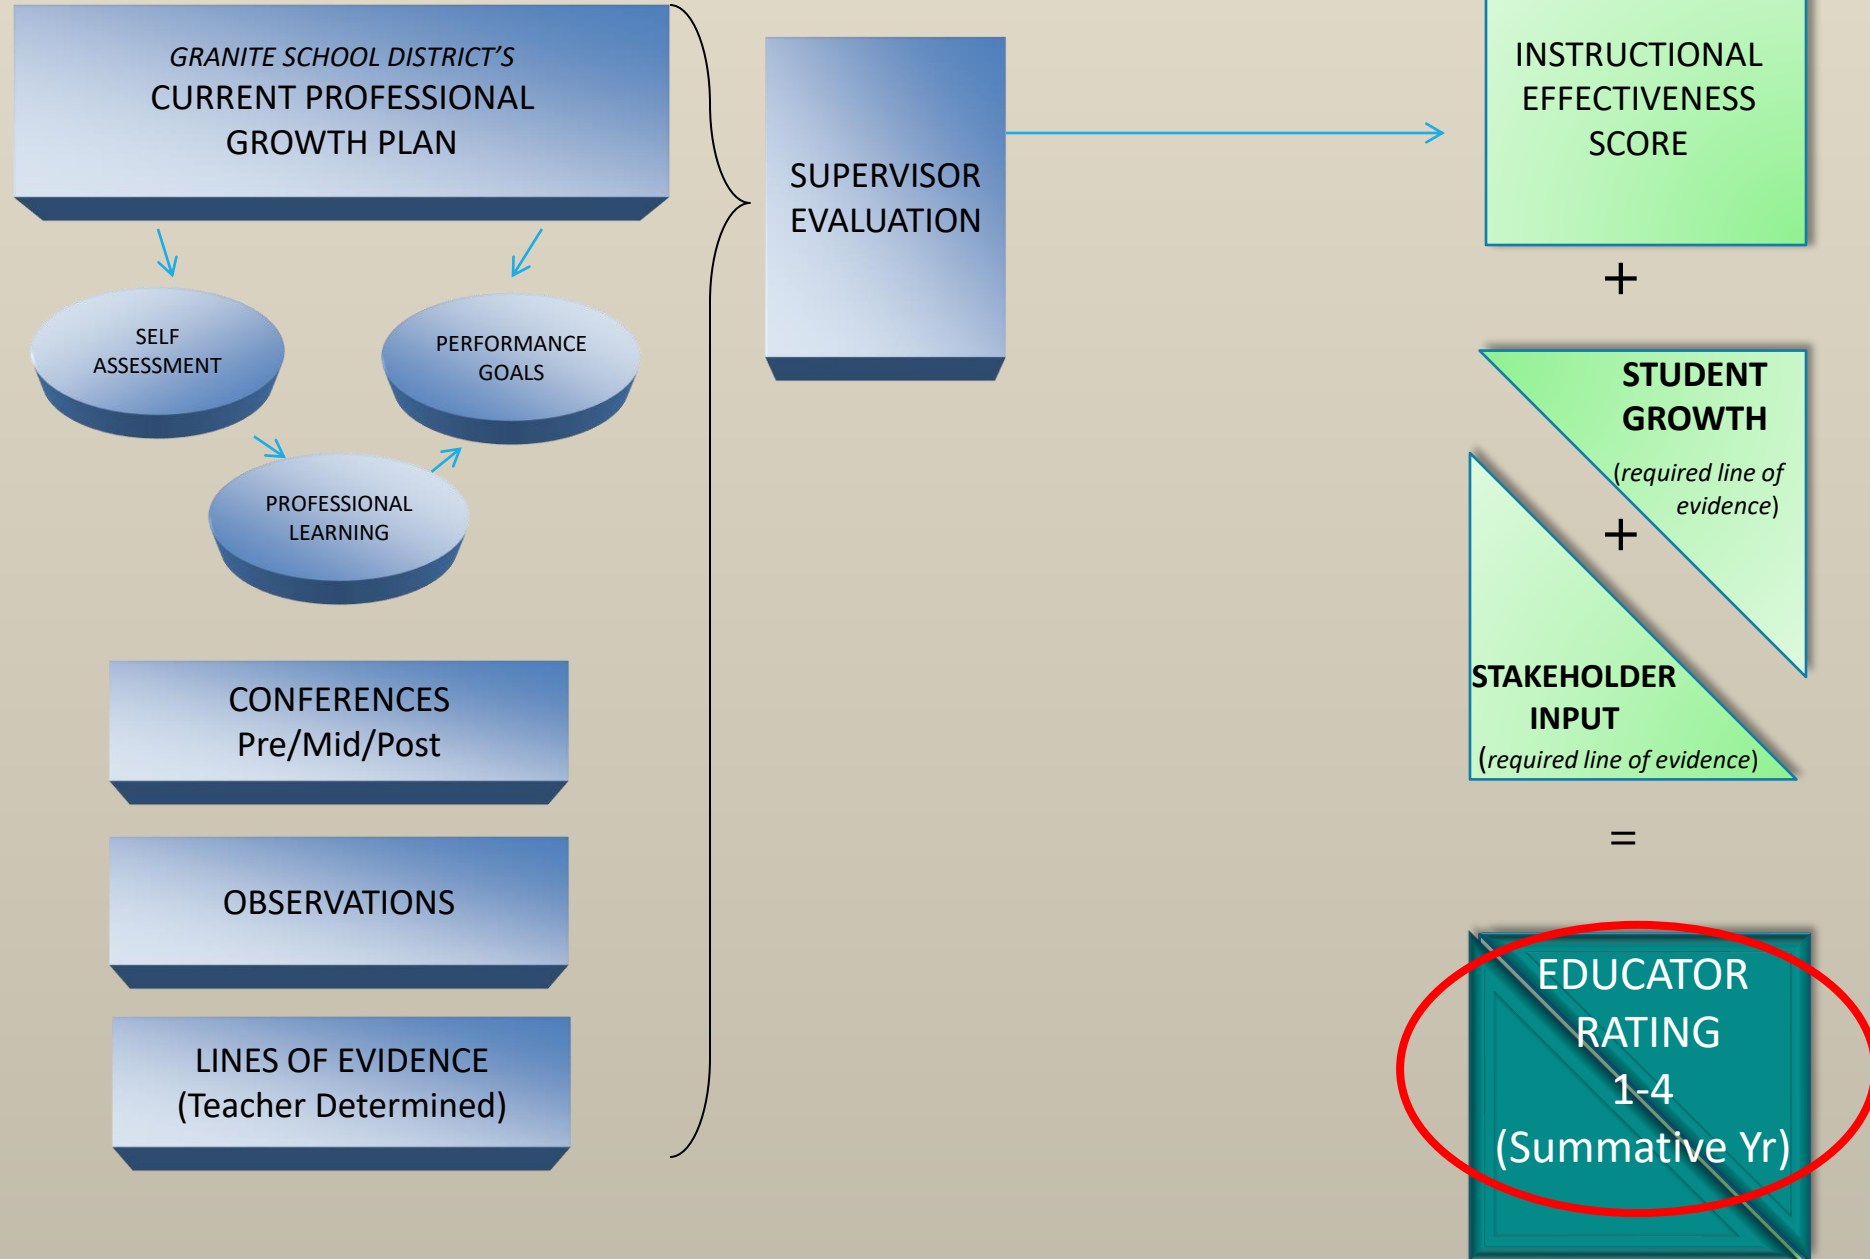 GRANITE SCHOOL DISTRICT'S
CURRENT PROFESSIONAL
GROWTH PLAN
SELF
ASSESSMENT
PERFORMANCE
GOALS
PROFESSIONAL
LEARNING
CONFERENCES
Pre/Mid/Post
OBSERVATIONS
LINES OF EVIDENCE
(Teacher Determined)
SUPERVISOR
EVALUATION
INSTRUCTIONAL
EFFECTIVENESS
SCORE
+
STUDENT
GROWTH
(required line of
evidence)
+
STAKEHOLDER
INPUT
(required line of evidence)
=
EDUCATOR
RATING
1-4
(Summative Yr)